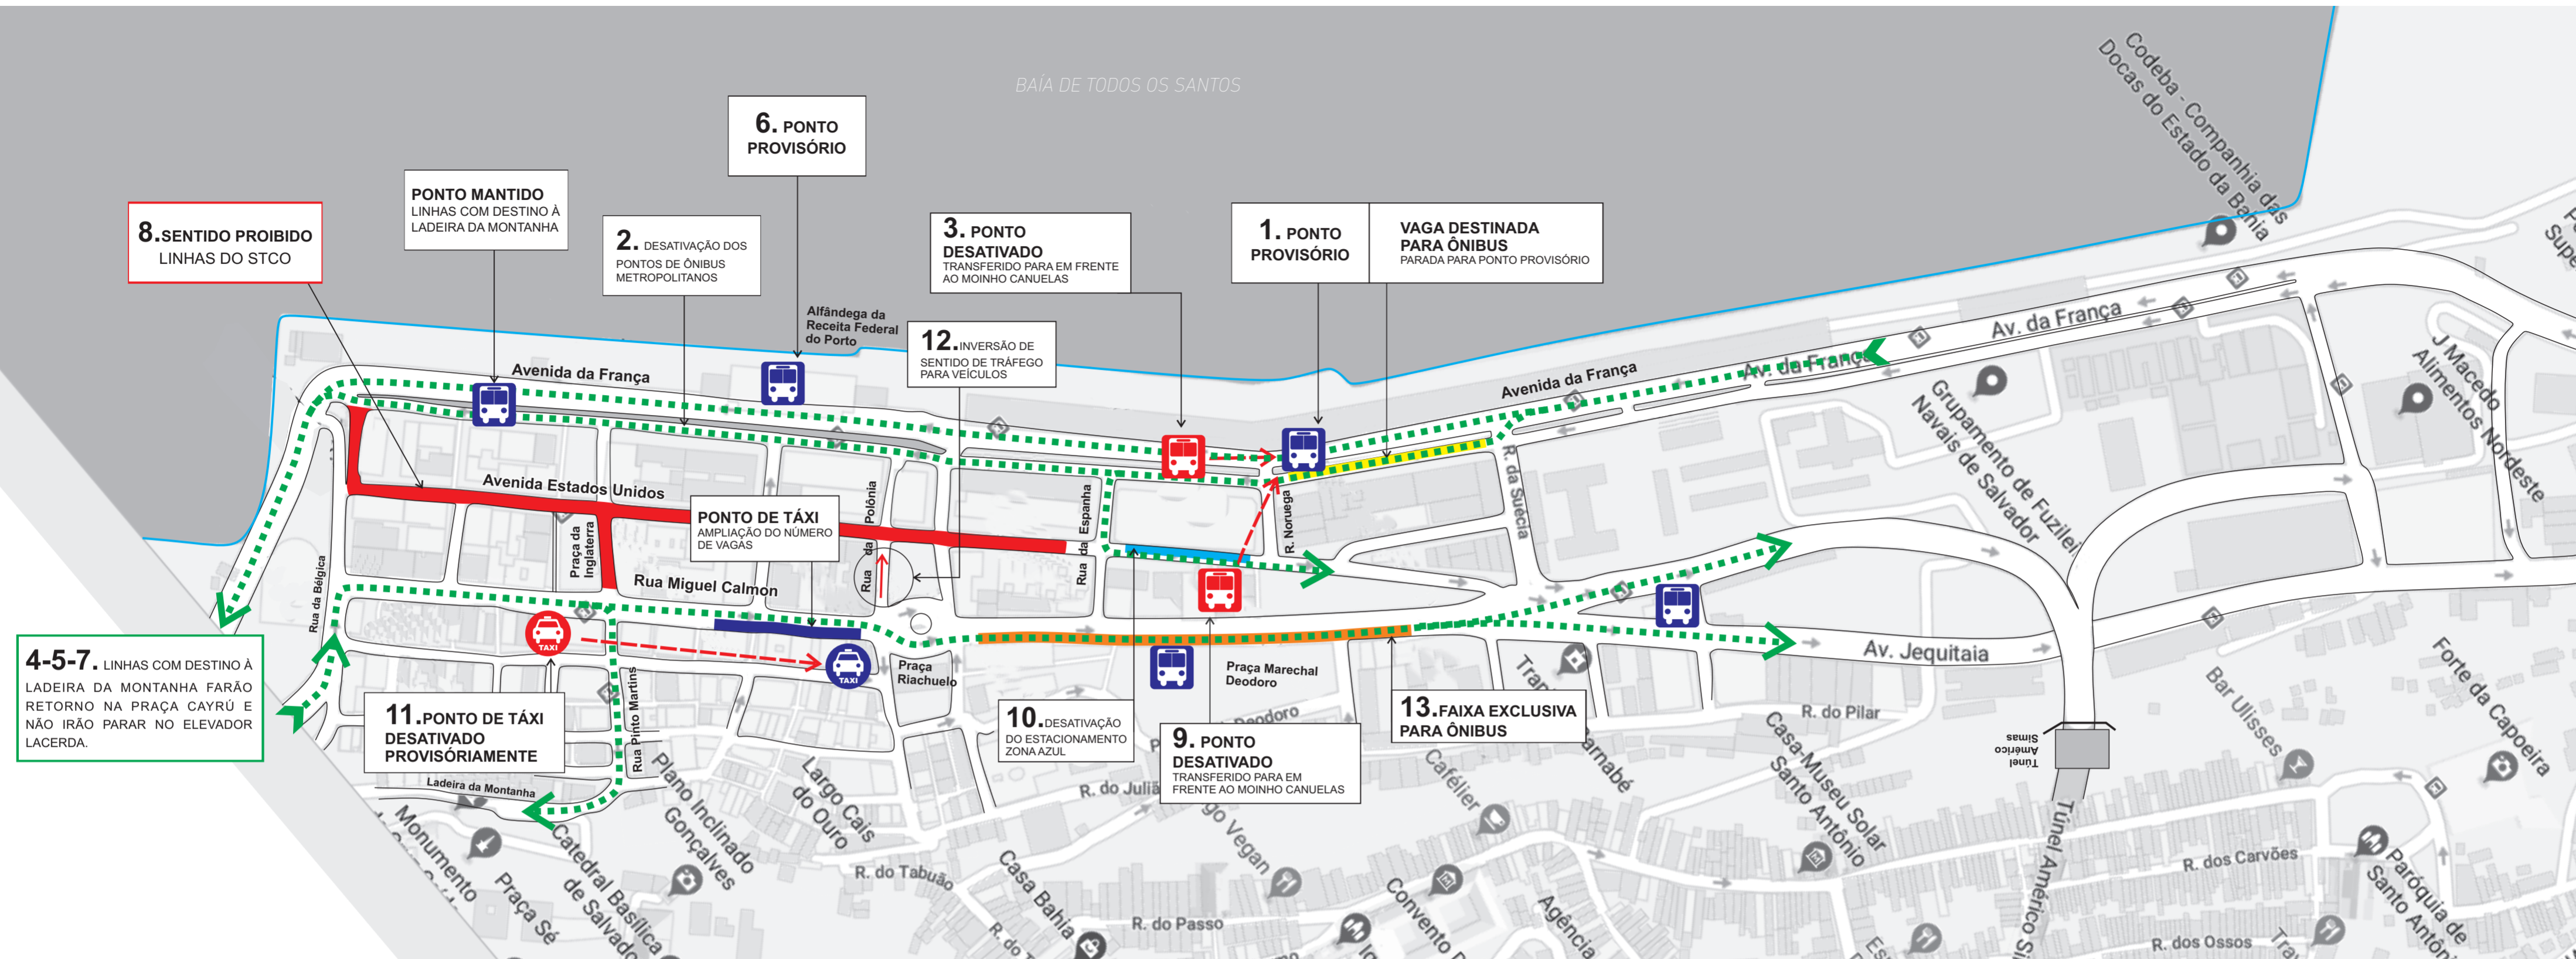 BAÍA DE TODOS OS SANTOS
Codeba - Companhia das
Docas do Estado da Bahia
6. PONTO
PROVISÓRIO
PONTO MANTIDO
LINHAS COM DESTINO À
LADEIRA DA MONTANHA
8.SENTIDO PROIBIDO
LINHAS DO STCO
2. DESATIVAÇÃO DOS
PONTOS DE ÔNIBUS
METROPOLITANOS
3. PONTO
DESATIVADO
TRANSFERIDO PARA EM FRENTE
AO MOINHO CANUELAS
1. PONTO
PROVISÓRIO
VAGA DESTINADA
PARA ÔNIBUS
PARADA PARA PONTO PROVISÓRIO
Alfândega da
Receita Federal
do Porto
12.INVERSÃO DE
SENTIDO DE TRÁFEGO
PARA VEÍCULOS
Avenida da França
Avenida da França
Av. da França
Av. da França
J Macedo
Alimentos Nordeste
Grupamento de Fuzilei
Navais de Salvador
Avenida Estados Unidos
PONTO DE TÁXI
AMPLIAÇÃO DO NÚMERO
DE VAGAS
Rua da Polônia
Rua da Espanha
R. Noruega
R. da Suécia
Rua da Bélgica
Praça da
Inglaterra
Rua Miguel Calmon
TAXI
TAXI
Praça
Riachuelo
Praça Marechal
Deodoro
Av. Jequitaia
4-5-7. LINHAS COM DESTINO À
LADEIRA DA MONTANHA FARÃO
RETORNO NA PRAÇA CAYRÚ E
NÃO IRÃO PARAR NO ELEVADOR
LACERDA.
11.PONTO DE TÁXI
DESATIVADO
PROVISÓRIAMENTE
Rua Pinto Martins
Ladeira da Montanha
10.DESATIVAÇÃO
DO ESTACIONAMENTO
ZONA AZUL
9. PONTO
DESATIVADO
TRANSFERIDO PARA EM
FRENTE AO MOINHO CANUELAS
13.FAIXA EXCLUSIVA
PARA ÔNIBUS
R. do Pilar
Túnel
Américo
Simas
Bar Ulisses
Forte da Capoeira
Casa-Museu Solar
Santo Antônio
Cafélier
Vegan
R. do Juliã
Plano Inclinado
Gonçalves
Largo Cais
do Ouro
Monumento
Praça Sé
Catedral Basílica
de Salvado
R. do Tabuão
Casa Bahia
R. do Passo
Convento
Agência
Túnel Américo Si
R. dos Carvões
R. dos Ossos
Paróquia de
Santo Antôn